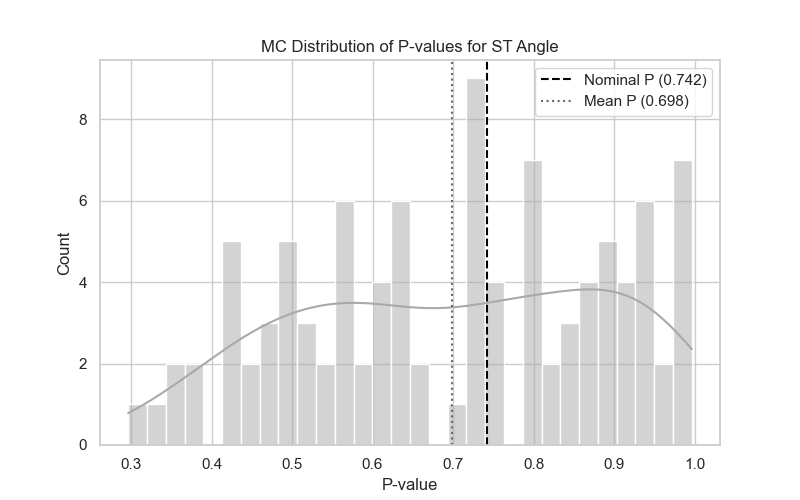 MC Distribution of P-values for ST Angle
Nominal P (0.742)
Mean P (0.698)
Count
8
6
4
2
0
0.3 0.4 0.5 0.6 0.7 0.8 0.9 1.0
P-value